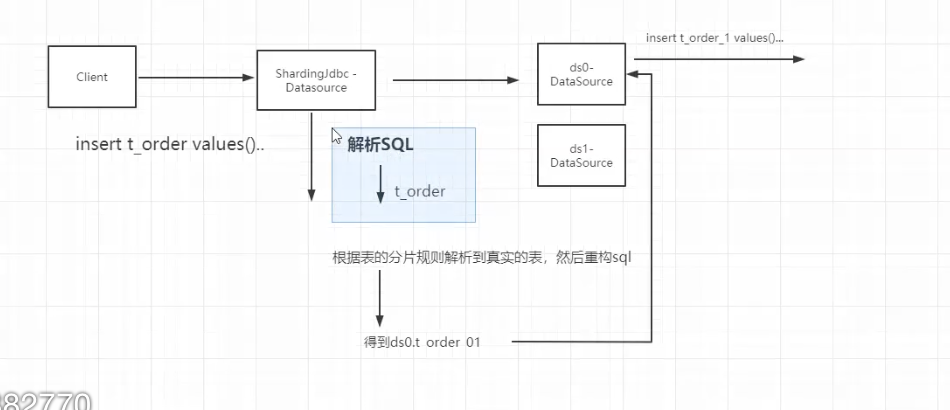 insert t_order_1 values()...
Client
ShardingJdbc -
Datasource
ds0-
DataSource
insert t_order values()..
解析SQL
ds1-
DataSource
t_order
根据表的分片规则解析到真实的表，然后重构sql
得到ds0.t_order_01
382770